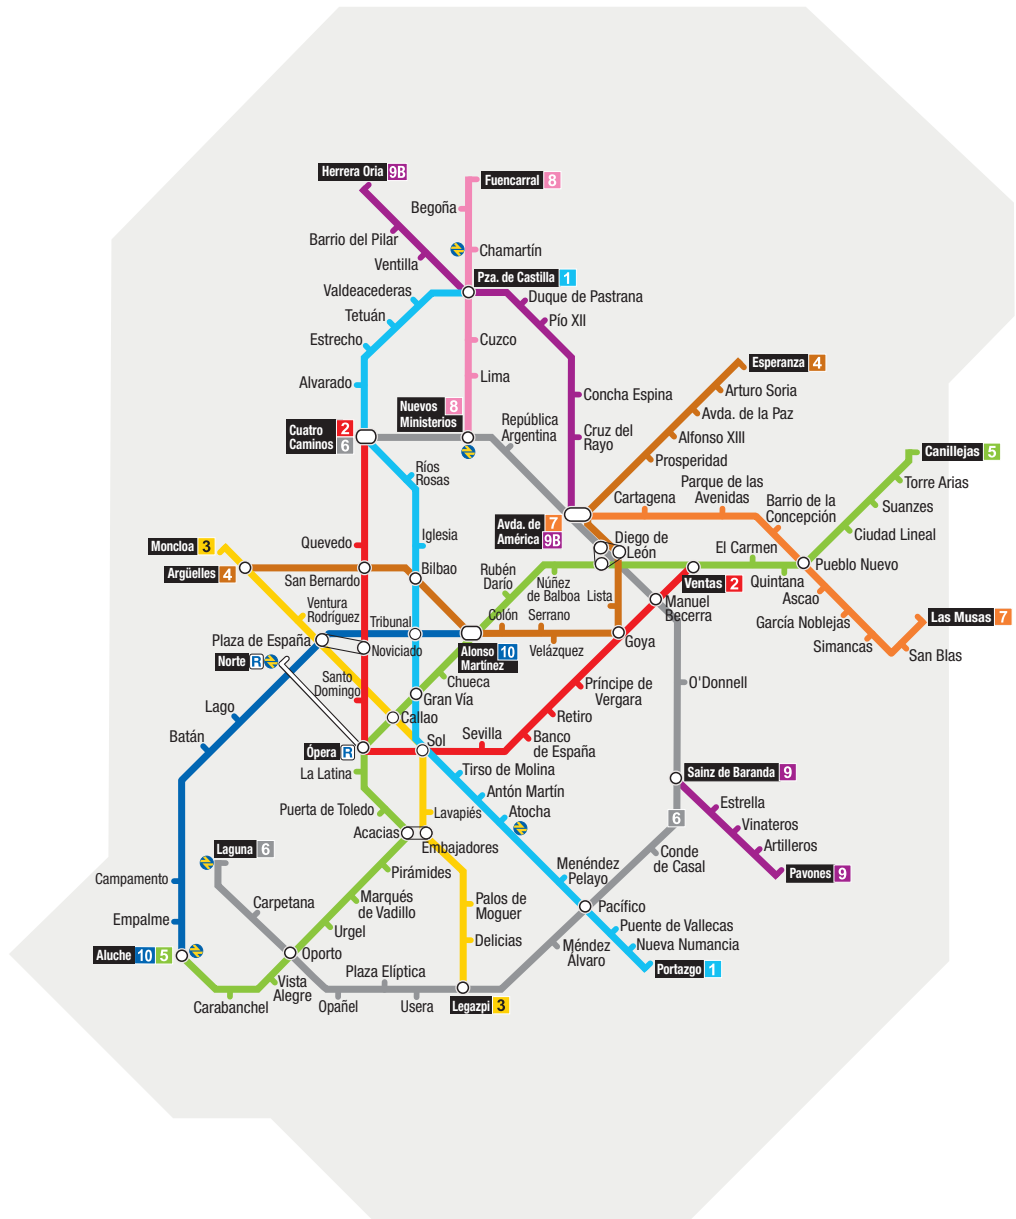 Herrera Oria 9B
Fuencarral 8
Begoña
Barrio del Pilar
Chamartín
Ventilla
Pza. de Castilla 1
Valdeacederas
Duque de Pastrana
Tetuán
Pío XII
Estrecho
Cuzco
Esperanza 4
Alvarado
Lima
Arturo Soria
Concha Espina
Nuevos 8
Ministerios
Avda. de la Paz
República
Argentina
Cuatro 2
Caminos 6
Cruz del
Rayo
Alfonso XIII
Canillejas 5
Prosperidad
Ríos
Rosas
Torre Arias
Parque de las
Avenidas
Cartagena
Suanzes
Barrio de la
Concepción
Avda. de 7
América 9B
Ciudad Lineal
Iglesia
Quevedo
Diego de
León
Moncloa 3
El Carmen
Pueblo Nuevo
Argüelles 4
San Bernardo
Bilbao
Rubén
Darío
Núñez
de Balboa
Ventas 2
Quintana
Lista
Ascao
Manuel
Becerra
Ventura
Rodríguez
Colón
Serrano
García Noblejas
Las Musas 7
Tribunal
Plaza de España
Noviciado
Alonso 10
Martínez
Velázquez
Goya
Simancas
San Blas
Norte R
Santo
Domingo
Chueca
Príncipe de
Vergara
O'Donnell
Gran Vía
Lago
Callao
Retiro
Batán
Sol
Sevilla
Banco
de España
Ópera R
La Latina
Tirso de Molina
Sainz de Baranda 9
Antón Martín
Puerta de Toledo
Lavapiés
Atocha
Estrella
6
Vinateros
Acacias
Embajadores
Artilleros
Laguna 6
Conde
de Casal
Menéndez
Pelayo
Pirámides
Pavones 9
Campamento
Carpetana
Marqués
de Vadillo
Palos de
Moguer
Pacífico
Empalme
Urgel
Puente de Vallecas
Delicias
Nueva Numancia
Aluche 10 5
Oporto
Méndez
Álvaro
Portazgo 1
Plaza Elíptica
Vista
Alegre
Carabanchel
Opañel
Usera
Legazpi 3